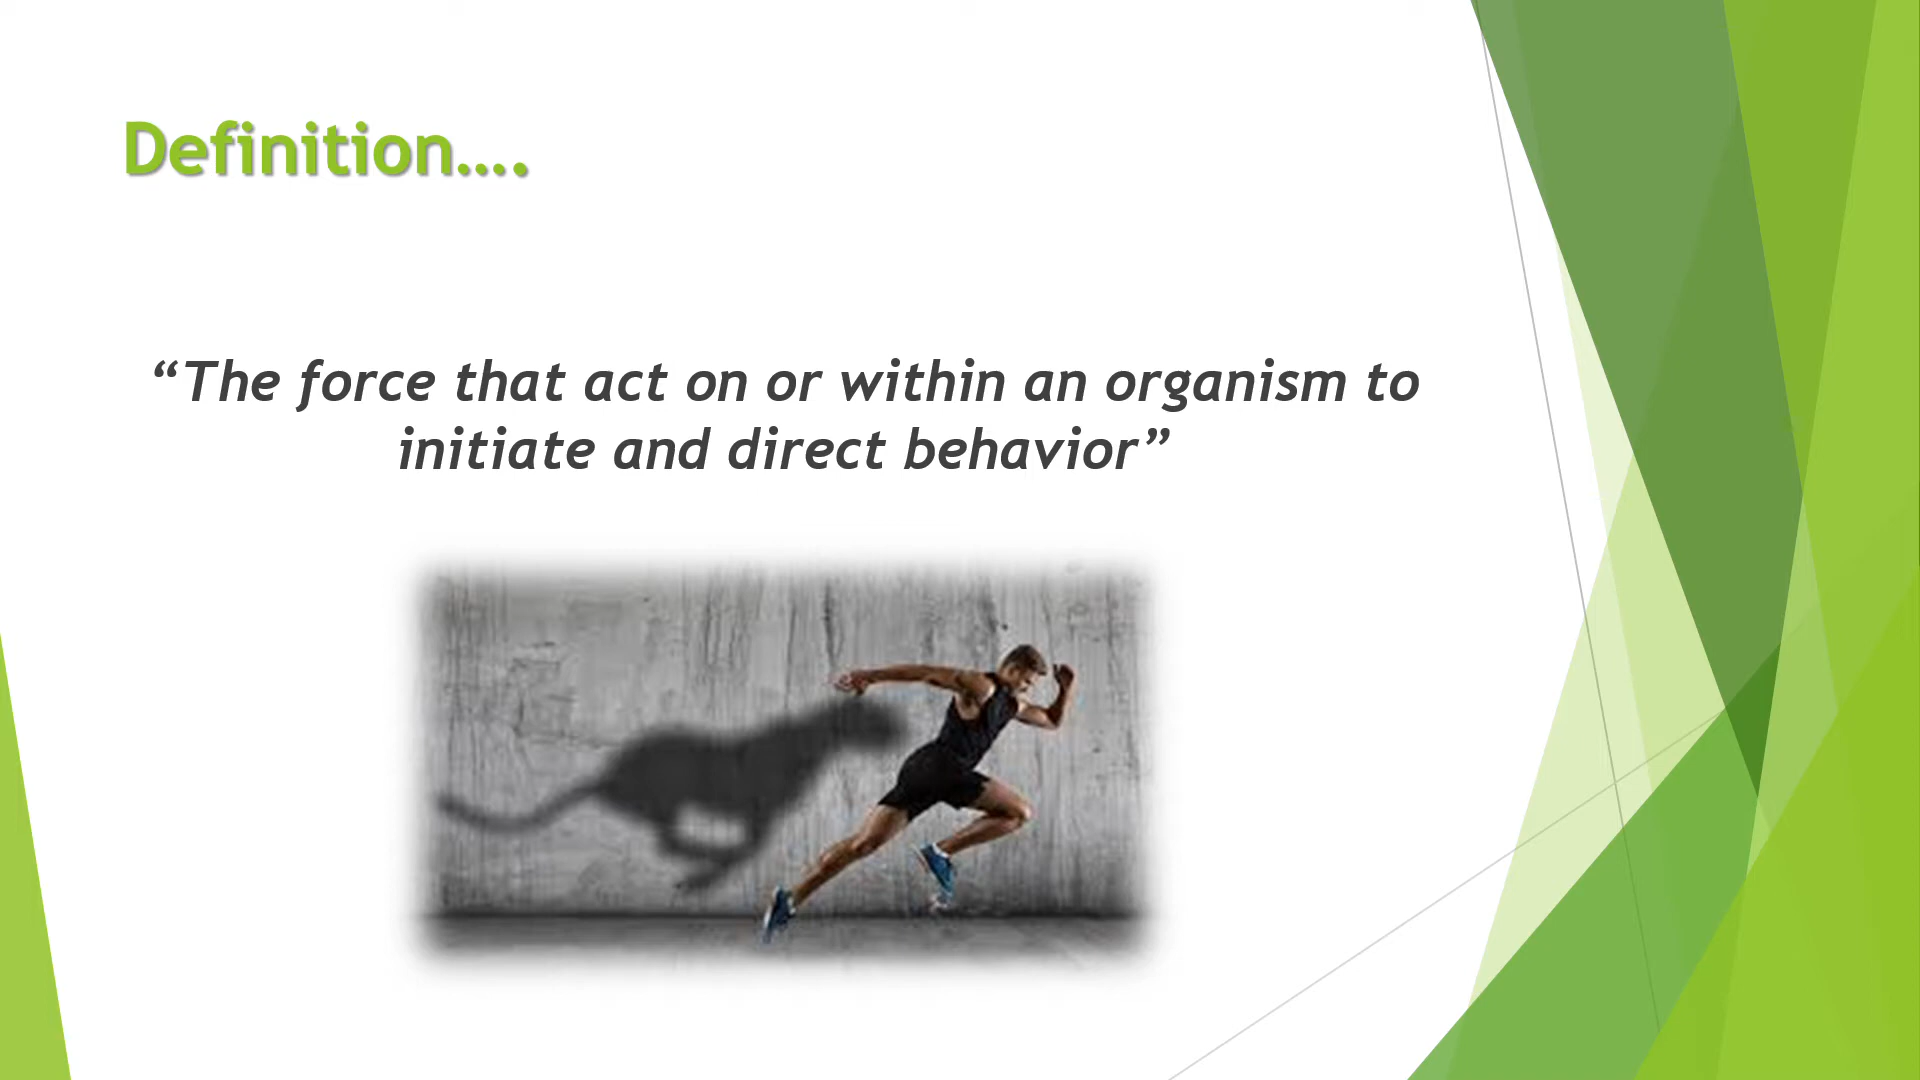 Definition....
“The force that act on or within an organism to
initiate and direct behavior”